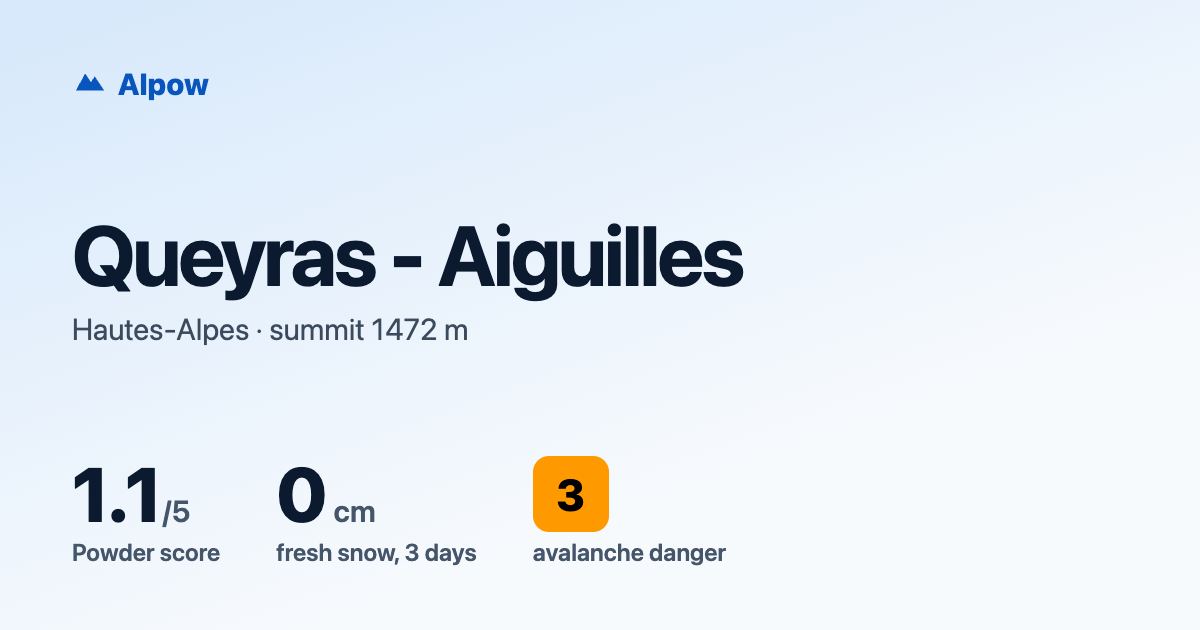 Alpow
Queyras - Aiguilles
Hautes-Alpes · summit 1472 m
1.1/5
Powder score
0 cm
fresh snow, 3 days
3
avalanche danger